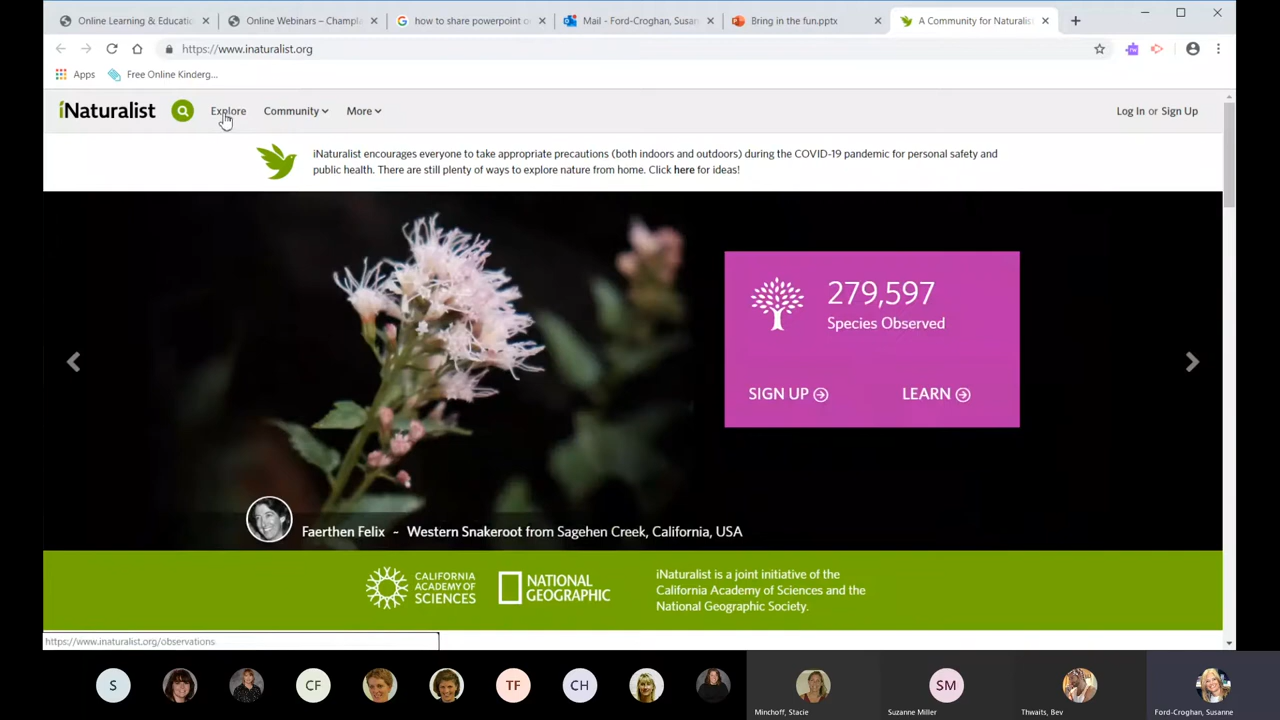 Online Learning & Educatio
Online Webinars – Champla
how to share powerpoint o
Mail - Ford-Croghan, Susan
Bring in the fun.pptx
A Community for Naturalis
https://www.inaturalist.org
Apps
Free Online Kinderg...
iNaturalist
Explore
Community
More
Log In or Sign Up
iNaturalist encourages everyone to take appropriate precautions (both indoors and outdoors) during the COVID-19 pandemic for personal safety and
public health. There are still plenty of ways to explore nature from home. Click here for ideas!
279,597
Species Observed
SIGN UP
LEARN
Faerthen Felix ~ Western Snakeroot from Sagehen Creek, California, USA
CALIFORNIA
ACADEMY OF
SCIENCES
NATIONAL
GEOGRAPHIC
iNaturalist is a joint initiative of the
California Academy of Sciences and the
National Geographic Society.
https://www.inaturalist.org/observations
S
CF
TF
CH
SM
Minchoff, Stacie
Suzanne Miller
Thwaits, Bev
Ford-Croghan, Susanne